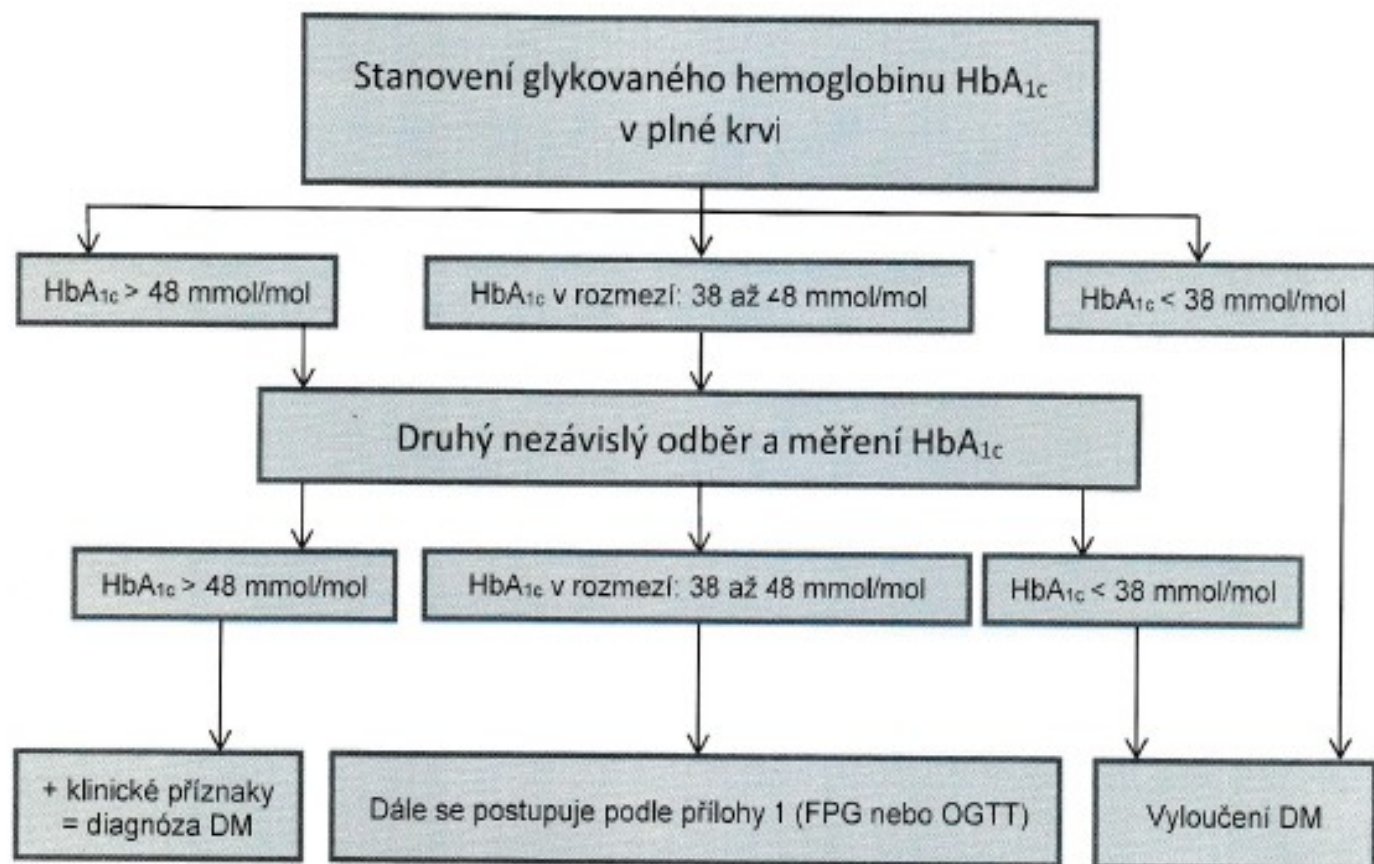 Stanovení glykovaného hemoglobinu HbA1c
v plné krvi
HbA1c > 48 mmol/mol
HbA1c v rozmezí: 38 až 48 mmol/mol
HbA1c < 38 mmol/mol
Druhý nezávislý odběr a měření HbA1c
HbA1c > 48 mmol/mol
HbA1c v rozmezí: 38 až 48 mmol/mol
HbA1c < 38 mmol/mol
+ klinické příznaky
= diagnóza DM
Dále se postupuje podle přílohy 1 (FPG nebo OGTT)
Vyloučení DM